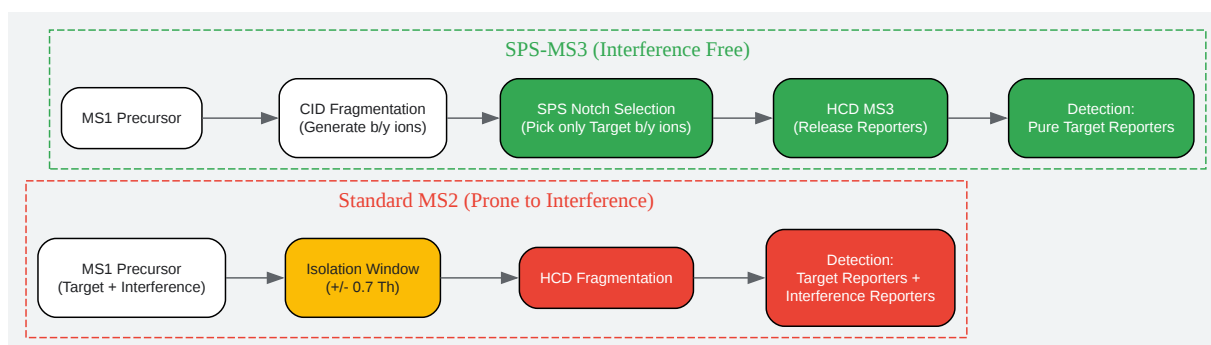 SPS-MS3 (Interference Free)
MS1 Precursor
CID Fragmentation
(Generate b/y ions)
SPS Notch Selection
(Pick only Target b/y ions)
HCD MS3
(Release Reporters)
Detection:
Pure Target Reporters
Standard MS2 (Prone to Interference)
MS1 Precursor
(Target + Interference)
Isolation Window
(+/- 0.7 Th)
HCD Fragmentation
Detection:
Target Reporters +
Interference Reporters